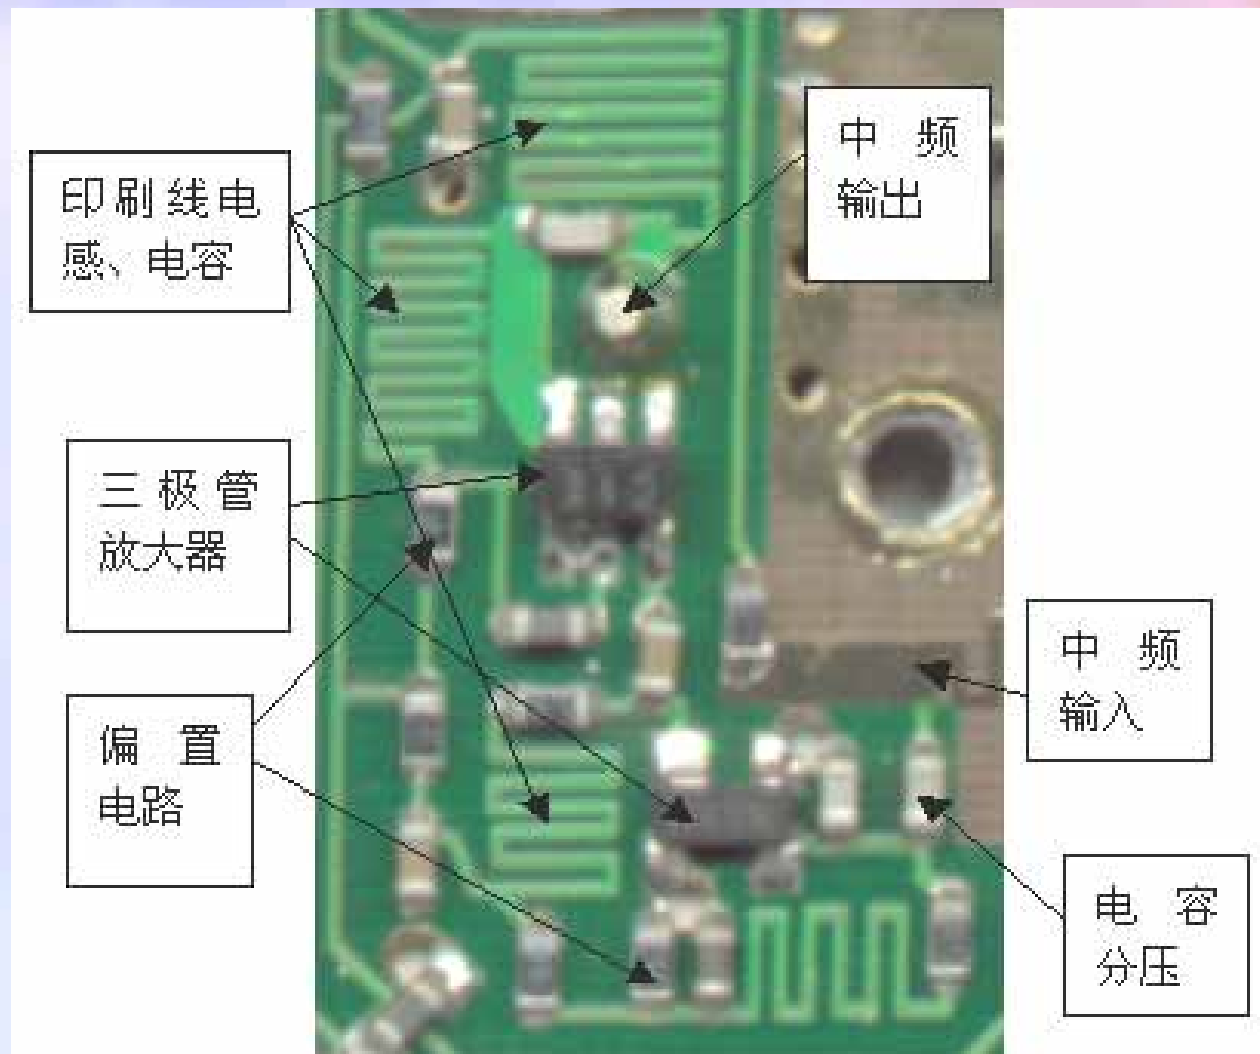 中频
输出
印刷线电
感、电容
三极管
放大器
中频
输入
偏置
电路
电容
分压